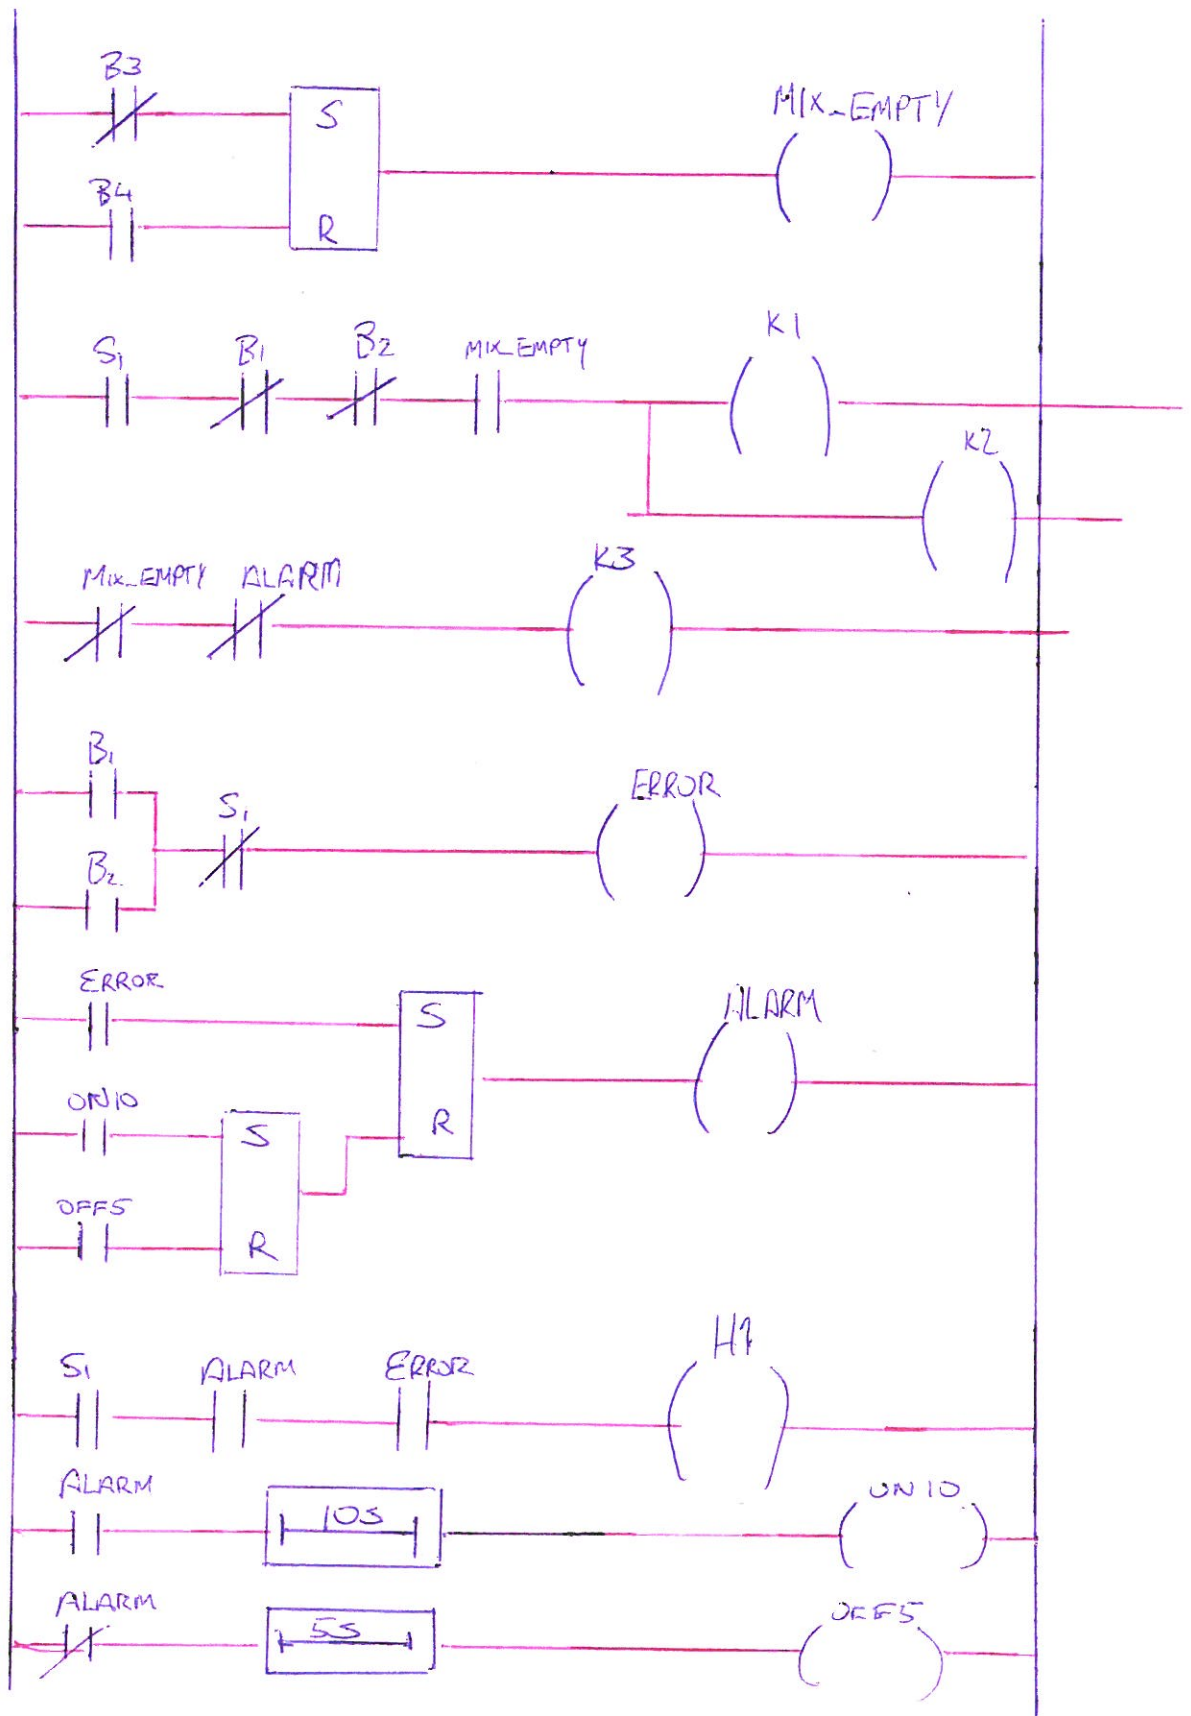 B3
S
MIX_EMPTY
B4
R
K1
S1 B1 B2 MIX_EMPTY
K2
K3
MIX_EMPTY ALARM
B1
ERROR
S1
B2.
ERROR
S
ALARM
ON10
S
R
OFF5
R
H1
S1 ALARM ERROR
ALARM
10S
ON10
ALARM
5S
OFF5